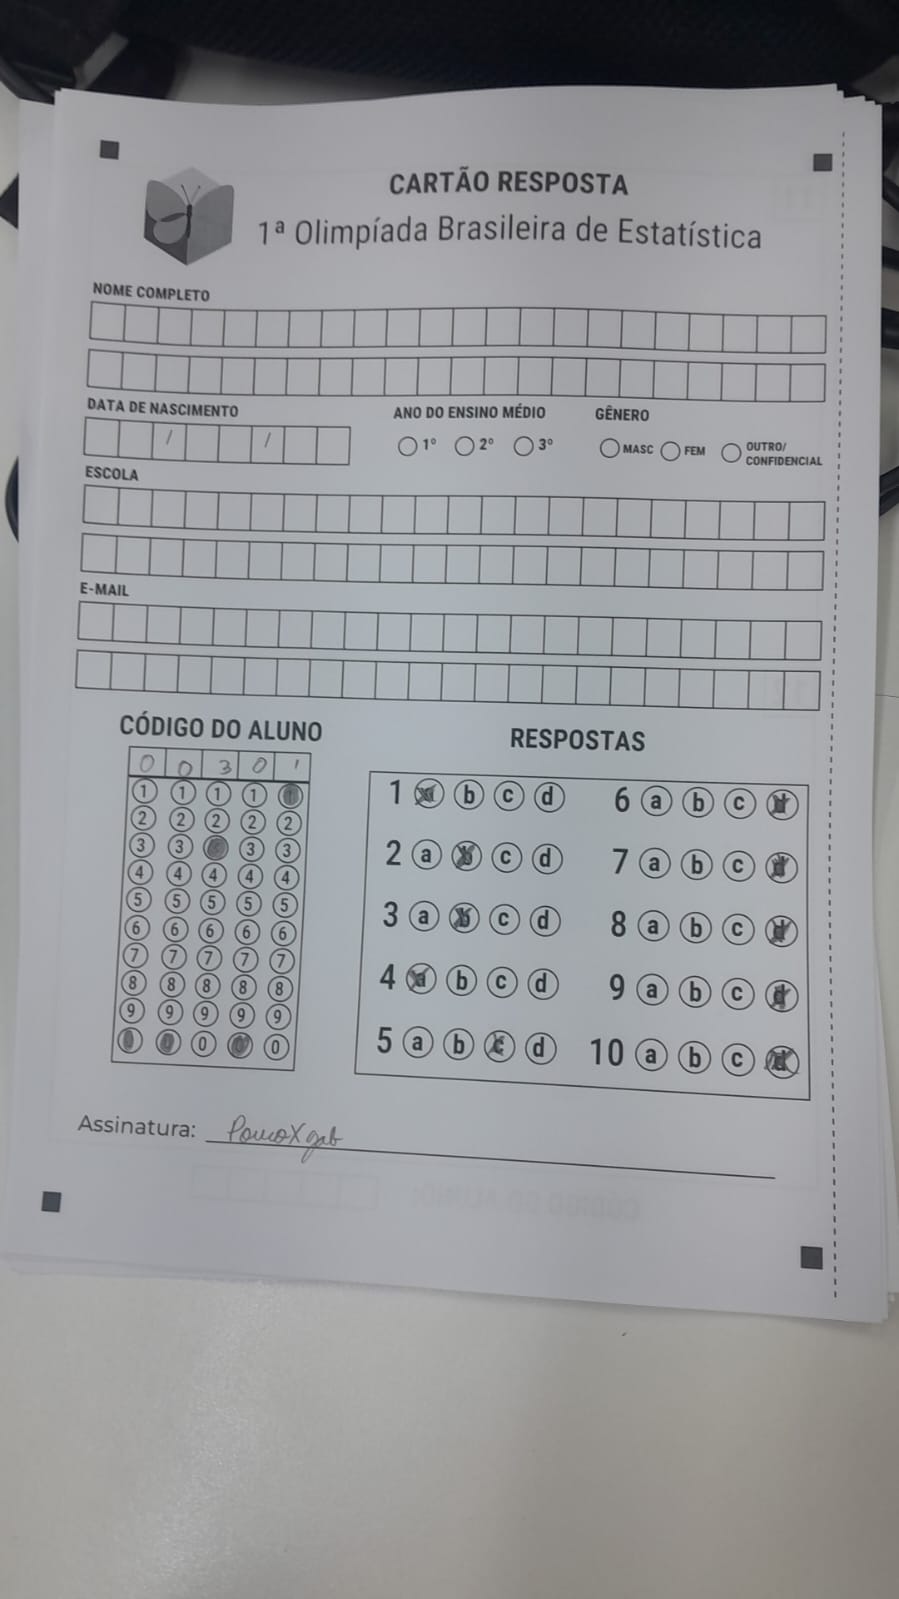 CARTÃO RESPOSTA
1ª Olimpíada Brasileira de Estatística
NOME COMPLETO
DATA DE NASCIMENTO
/ /
ANO DO ENSINO MÉDIO
1° 2° 3°
GÊNERO
MASC FEM OUTRO/
CONFIDENCIAL
ESCOLA
E-MAIL
CÓDIGO DO ALUNO
0 0 3 0 1
1 1 1 1 1
2 2 2 2 2
3 3 3 3
4 4 4 4 4
5 5 5 5 5
6 6 6 6 6
7 7 7 7 7
8 8 8 8 8
9 9 9 9 9
0 0 0 0 0
RESPOSTAS
1 a b c d
2 a b c d
3 a b c d
4 a b c d
5 a b c d
6 a b c d
7 a b c d
8 a b c d
9 a b c d
10 a b c d
Assinatura: